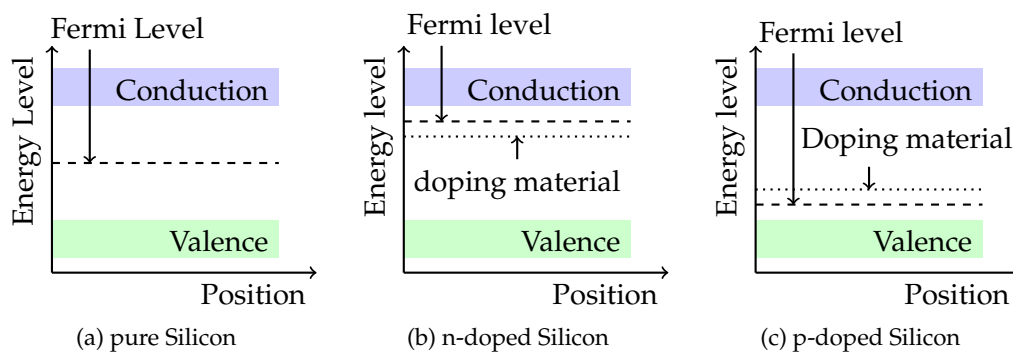 Fermi Level
Energy Level
Conduction
Valence
Position
(a) pure Silicon
Fermi level
Energy level
Conduction
doping material
Valence
Position
(b) n-doped Silicon
Fermi level
Energy level
Conduction
Doping material
Valence
Position
(c) p-doped Silicon